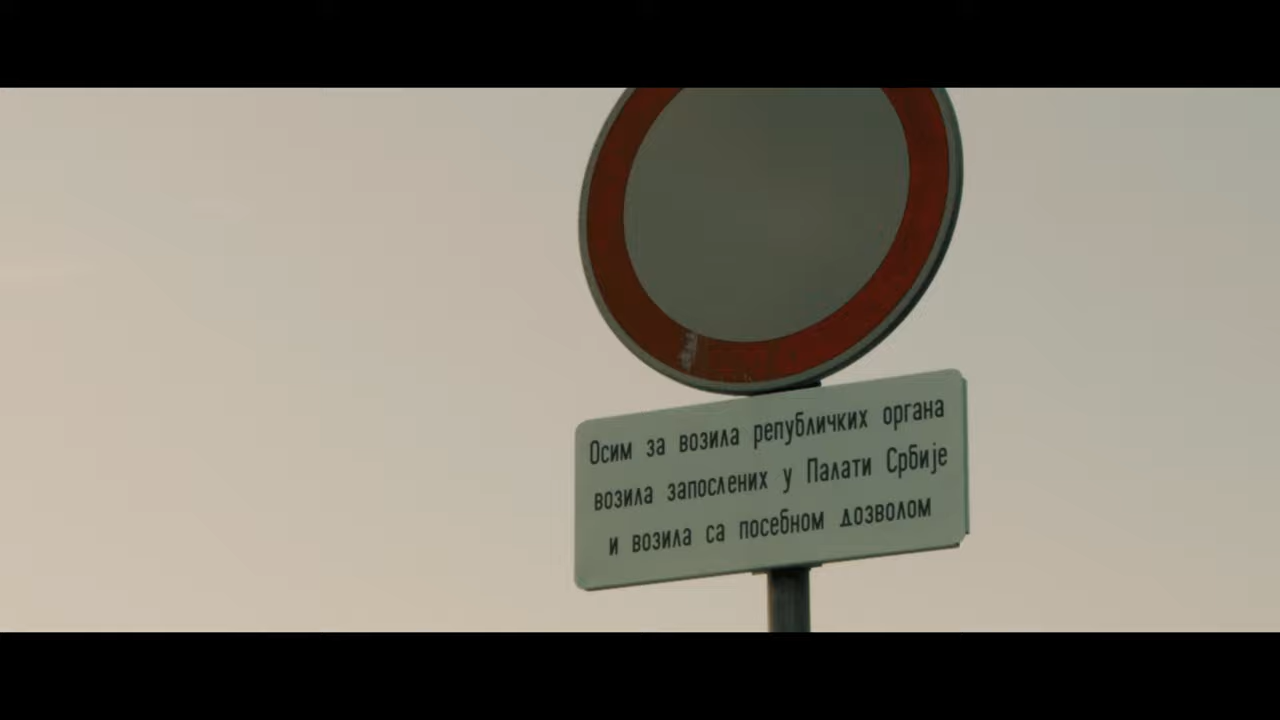 Осим за возила републичких органа
возила запослених у Палати Србије
и возила са посебном дозволом